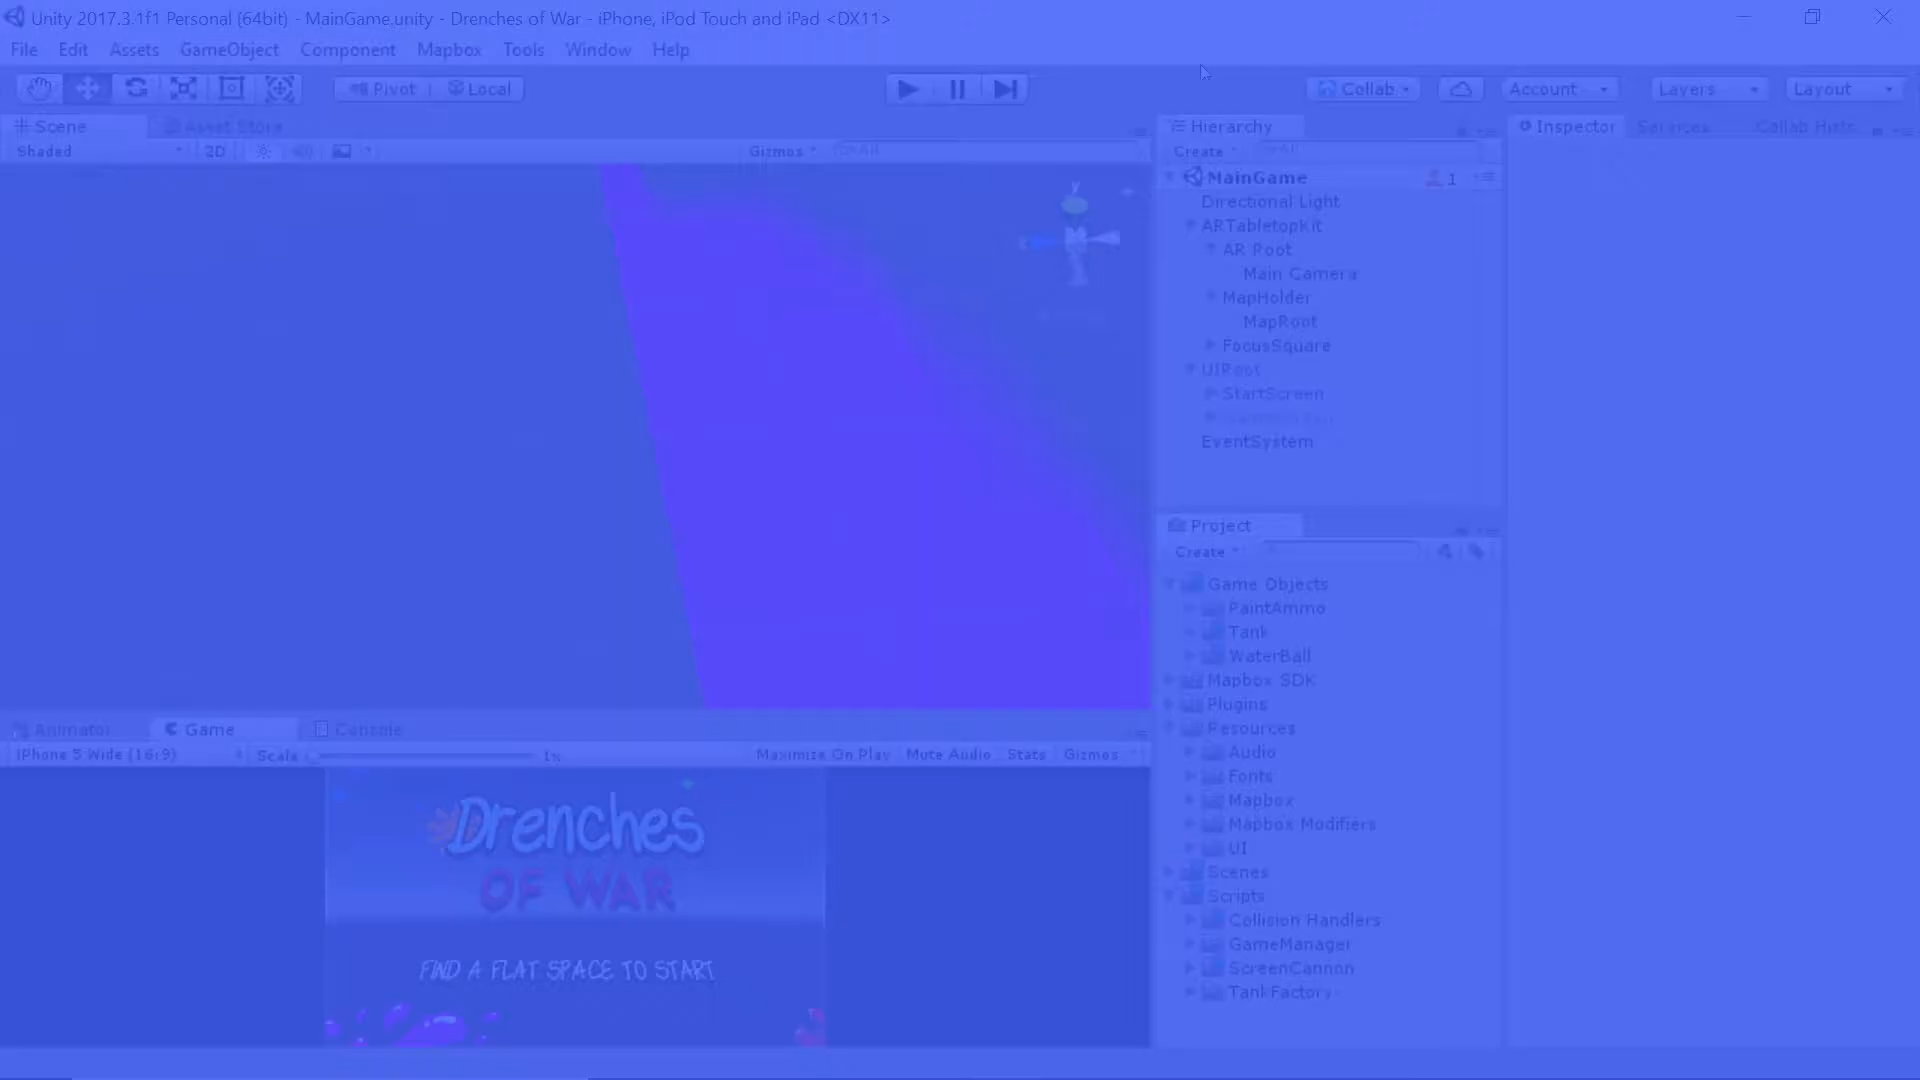 Unity 2017.3.1f1 Personal (64bit) - MainGame.unity - Drenches of War - iPhone, iPod Touch and iPad <DX11>
File Edit Assets GameObject Component Mapbox Tools Window Help
Pivot Local Collab Account Layers Layout
Scene Asset Store
Shaded 2D Gizmos All
Hierarchy
Create All
MainGame 1
Directional Light
ARTabletopKit
AR Root
Main Camera
MapHolder
MapRoot
FocusSquare
UIRoot
StartScreen
EventSystem
Inspector Services Collab Histo
Project
Create
Game Objects
PaintAmmo
Tank
WaterBall
Mapbox SDK
Plugins
Resources
Audio
Fonts
Mapbox
Mapbox Modifiers
UI
Scenes
Scripts
Collision Handlers
GameManager
ScreenCannon
TankFactory
Animator Game Console
iPhone 5 Wide (16:9) Scale 1x Maximize On Play Mute Audio Stats Gizmos
Drenches
OF WAR
FIND A FLAT SPACE TO START